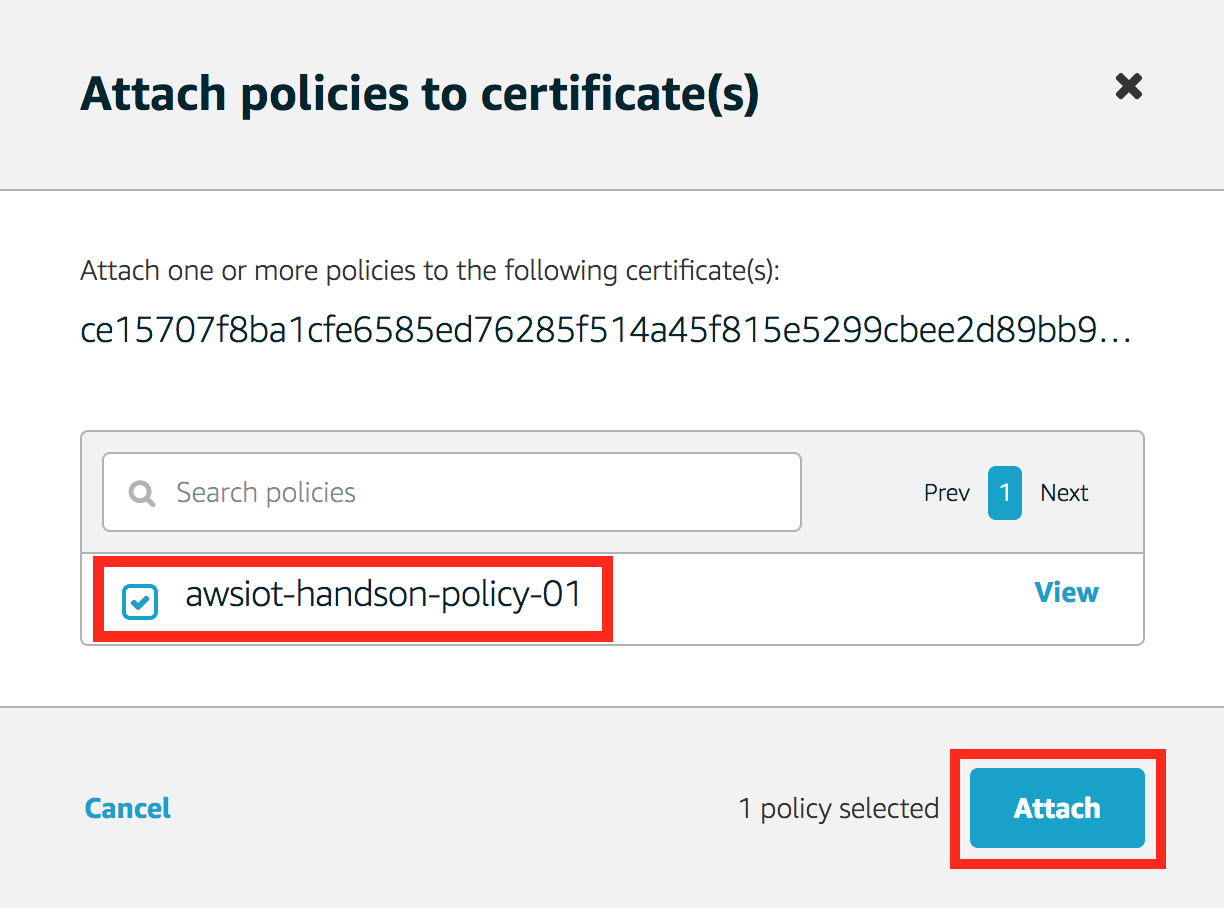 Attach policies to certificate(s)
Attach one or more policies to the following certificate(s):
ce15707f8ba1cfe6585ed76285f514a45f815e5299cbee2d89bb9...
Search policies
Prev 1 Next
awsiot-handson-policy-01
View
Cancel
1 policy selected
Attach